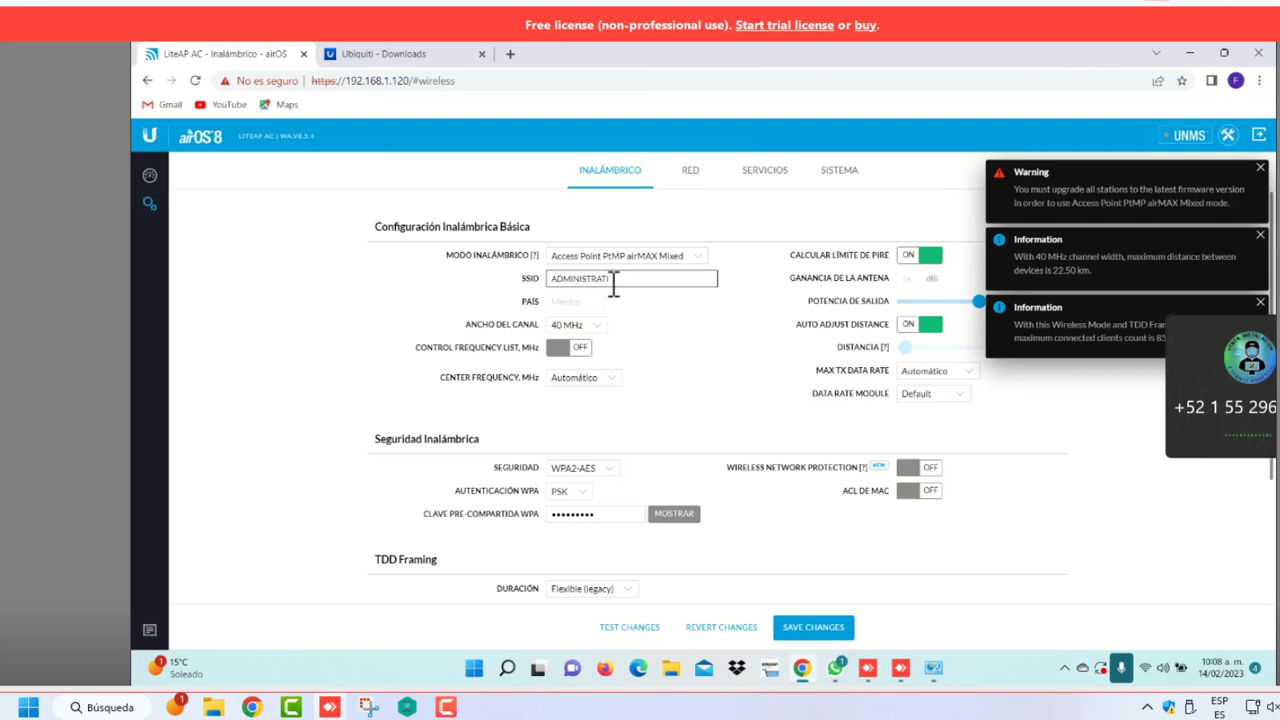 Free license (non-professional use). Start trial license or buy.
LiteAP AC - Inalámbrico - airOS
Ubiquiti - Downloads
No es seguro | https://192.168.1.120/#wireless
Gmail YouTube Maps
F
airOS 8 LITEAP AC | WA.V8.3.4
UNMS
INALÁMBRICO RED SERVICIOS SISTEMA
Warning
You must upgrade all stations to the latest firmware version
in order to use Access Point PtMP airMAX Mixed mode.
Information
With 40 MHz channel width, maximum distance between
devices is 22.50 km.
Information
With this Wireless Mode and TDD
maximum connected clients count is 85
+52 1 55 296
Configuración Inalámbrica Básica
MODO INALÁMBRICO [?] Access Point PtMP airMAX Mixed
SSID ADMINISTRATI
PAÍS Mexico
ANCHO DEL CANAL 40 MHz
CONTROL FREQUENCY LIST, MHz OFF
CENTER FREQUENCY, MHz Automático
CALCULAR LÍMITE DE PIRE ON
GANANCIA DE LA ANTENA 16 dBi
POTENCIA DE SALIDA
AUTO ADJUST DISTANCE ON
DISTANCIA [?]
MAX TX DATA RATE Automático
DATA RATE MODULE Default
Seguridad Inalámbrica
SEGURIDAD WPA2-AES
AUTENTICACIÓN WPA PSK
CLAVE PRE-COMPARTIDA WPA ••••••••• MOSTRAR
WIRELESS NETWORK PROTECTION [?] NEW OFF
ACL DE MAC OFF
TDD Framing
DURACIÓN Flexible (legacy)
TEST CHANGES REVERT CHANGES SAVE CHANGES
1 15°C
Soleado
1
10:08 a. m.
14/02/2023
4
Búsqueda
1
ESP
ES